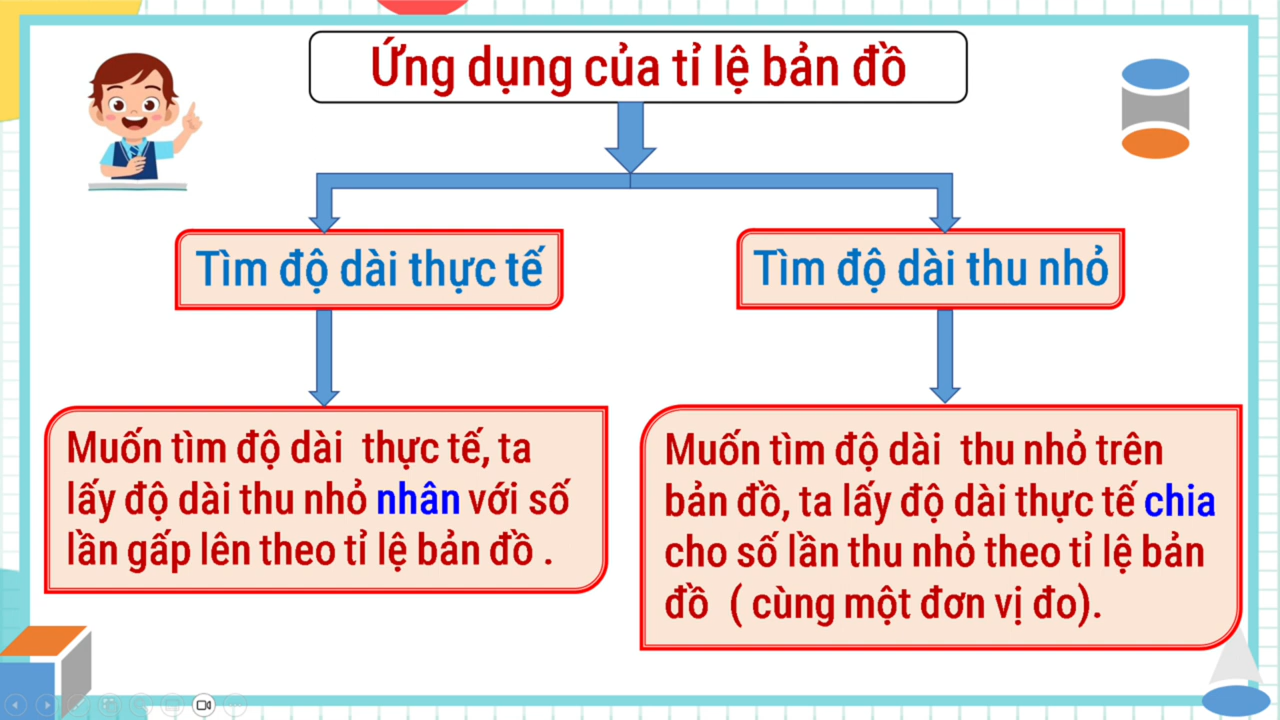 Ứng dụng của tỉ lệ bản đồ
Tìm độ dài thực tế
Tìm độ dài thu nhỏ
Muốn tìm độ dài thực tế, ta
lấy độ dài thu nhỏ nhân với số
lần gấp lên theo tỉ lệ bản đồ .
Muốn tìm độ dài thu nhỏ trên
bản đồ, ta lấy độ dài thực tế chia
cho số lần thu nhỏ theo tỉ lệ bản
đồ ( cùng một đơn vị đo).